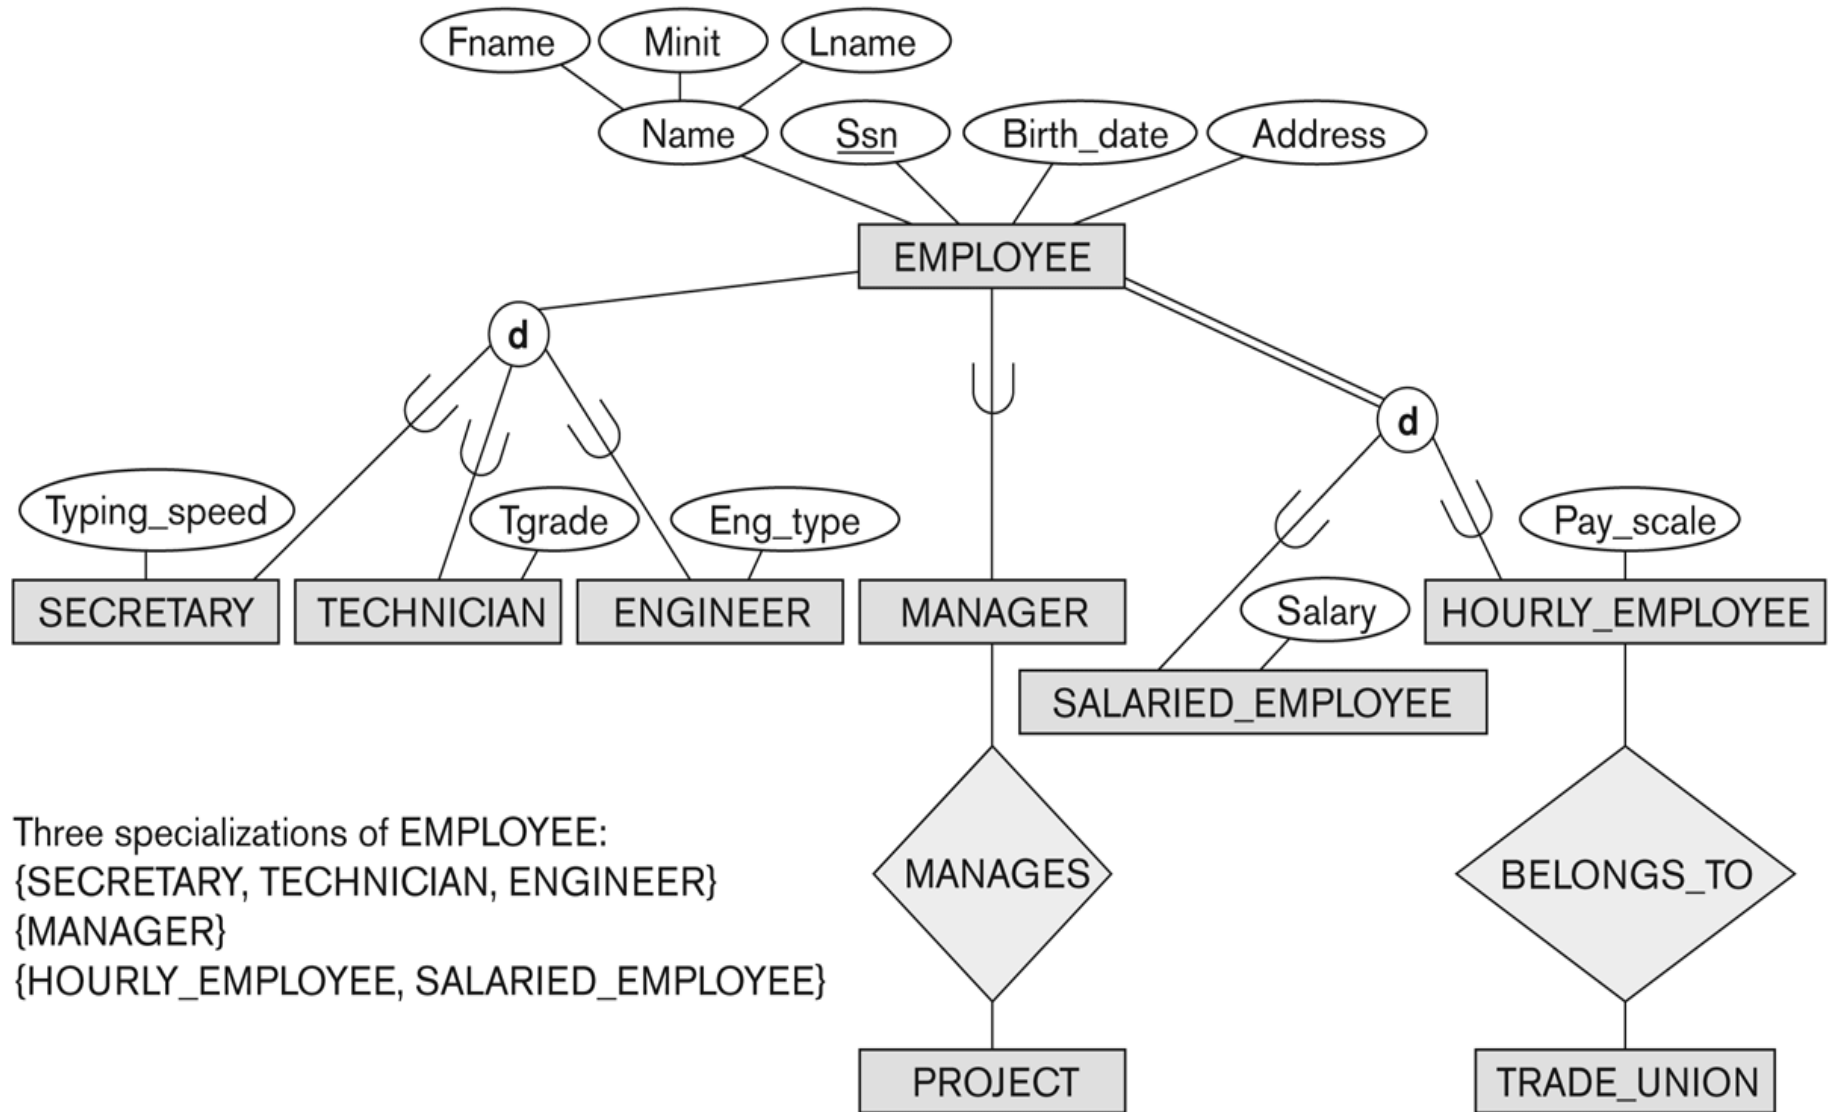 Fname Minit Lname
Name Ssn Birth_date Address
EMPLOYEE
d
d
Typing_speed Tgrade Eng_type Pay_scale
SECRETARY TECHNICIAN ENGINEER MANAGER Salary HOURLY_EMPLOYEE
SALARIED_EMPLOYEE
Three specializations of EMPLOYEE:
{SECRETARY, TECHNICIAN, ENGINEER}
{MANAGER}
{HOURLY_EMPLOYEE, SALARIED_EMPLOYEE}
MANAGES BELONGS_TO
PROJECT TRADE_UNION